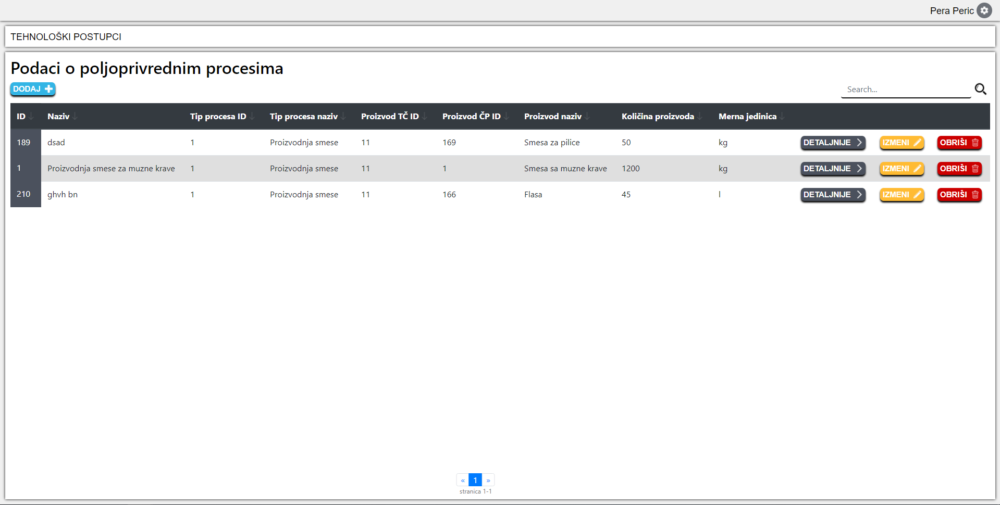 Pera Peric
TEHNOLOŠKI POSTUPCI
Podaci o poljoprivrednim procesima
DODAJ
Search...
ID Naziv Tip procesa ID Tip procesa naziv Proizvod TČ ID Proizvod ČP ID Proizvod naziv Količina proizvoda Merna jedinica
189 dsad 1 Proizvodnja smese 11 169 Smesa za pilice 50 kg DETALJNIJE IZMENI OBRIŠI
1 Proizvodnja smese za muzne krave 1 Proizvodnja smese 11 1 Smesa sa muzne krave 1200 kg DETALJNIJE IZMENI OBRIŠI
210 ghvh bn 1 Proizvodnja smese 11 166 Flasa 45 l DETALJNIJE IZMENI OBRIŠI
« 1 »
stranica 1-1